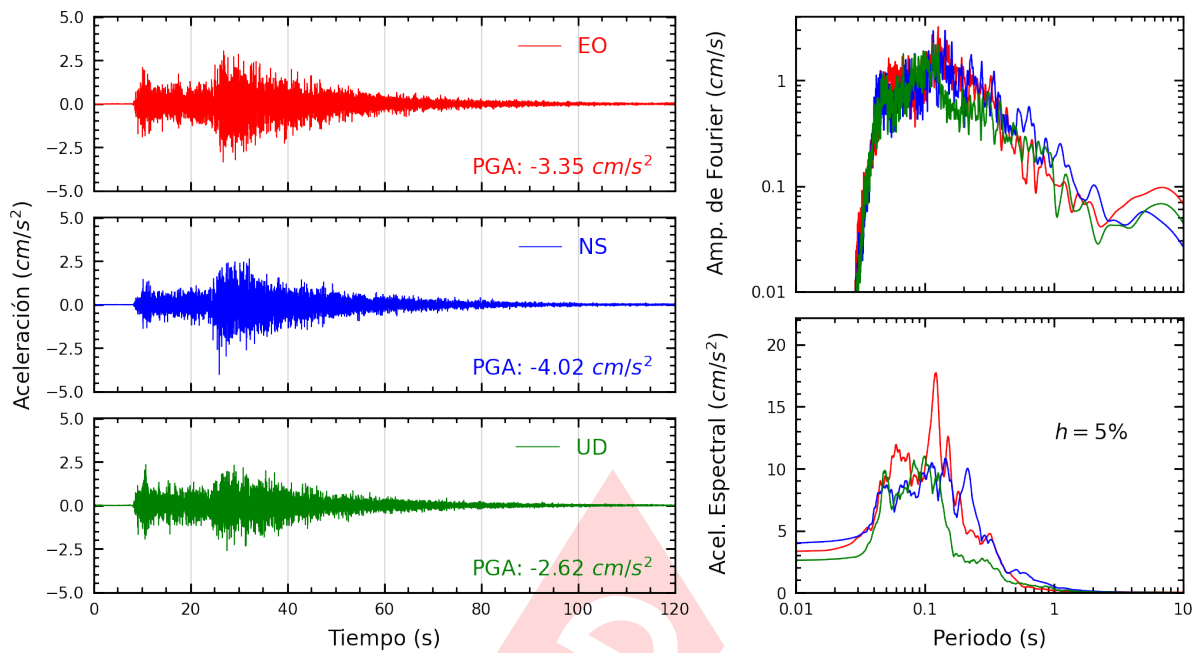 5.0
2.5
0.0
−2.5
−5.0
EO
PGA: -3.35 cm/s²
5.0
2.5
0.0
−2.5
−5.0
NS
PGA: -4.02 cm/s²
5.0
2.5
0.0
−2.5
−5.0
UD
PGA: -2.62 cm/s²
0 20 40 60 80 100 120
Aceleración (cm/s²)
Tiempo (s)
1
0.1
0.01
Amp. de Fourier (cm/s)
20
15
10
5
0
h = 5%
Acel. Espectral (cm/s²)
0.01 0.1 1 10
Periodo (s)